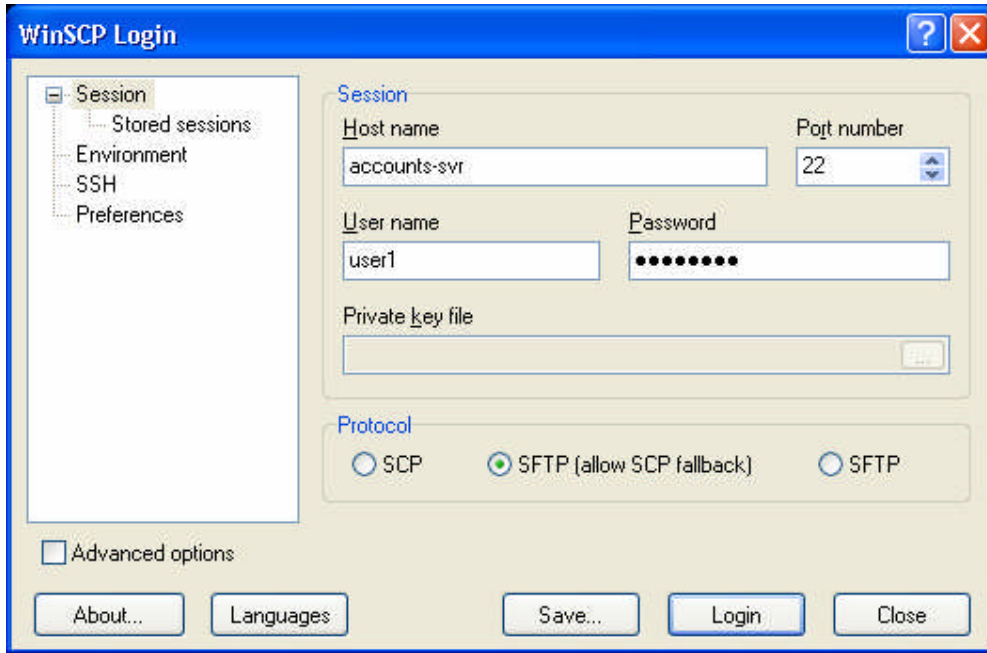 WinSCP Login
Session
Stored sessions
Environment
SSH
Preferences
Session
Host name
Port number
accounts-svr
22
User name
Password
user1
••••••••
Private key file
...
Protocol
SCP
SFTP (allow SCP fallback)
SFTP
Advanced options
About...
Languages
Save...
Login
Close